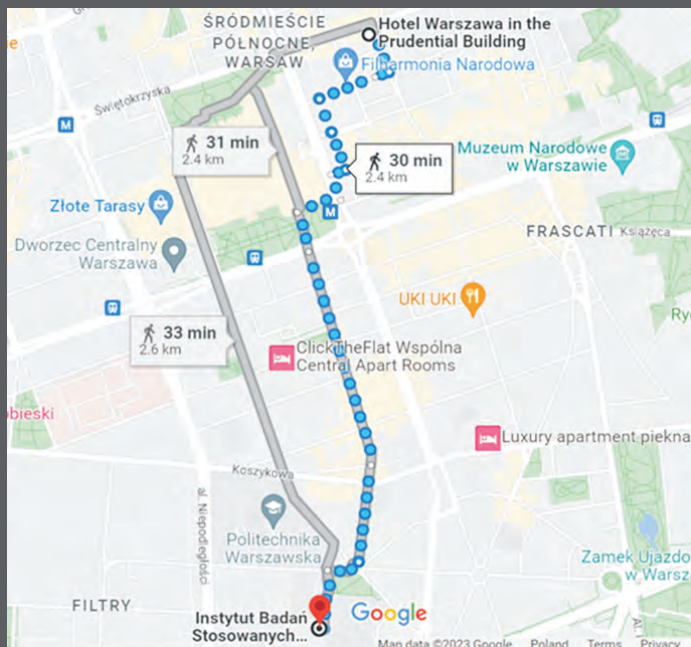 ŚRÓDMIEŚCIE
PÓŁNOCNE,
WARSAW
Hotel Warszawa in the
Prudential Building
Filharmonia Narodowa
Świętokrzyska
M
31 min
2.4 km
30 min
2.4 km
Muzeum Narodowe
w Warszawie
Złote Tarasy
M
FRASCATI
Książęca
Dworzec Centralny
Warszawa
UKI UKI
33 min
2.6 km
ClickTheFlat Wspólna
Central Apart Rooms
obieski
Luxury apartment piękna
Koszykowa
al. Niepodległości
Politechnika
Warszawska
Zamek Ujazdo
w Warsz
FILTRY
Instytut Badań
Stosowanych...
Google
Map data ©2023 Google Poland Terms Privacy